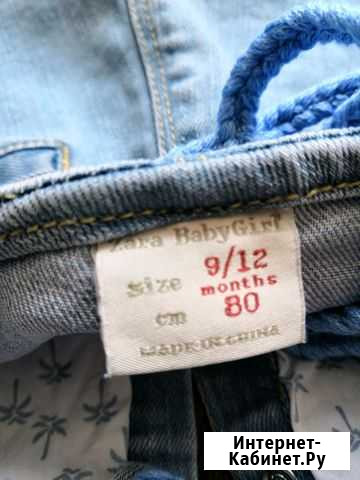 Zara BabyGirl
size 9/12
months
cm 80
MADE IN CHINA
Интернет-
Кабинет.Ру